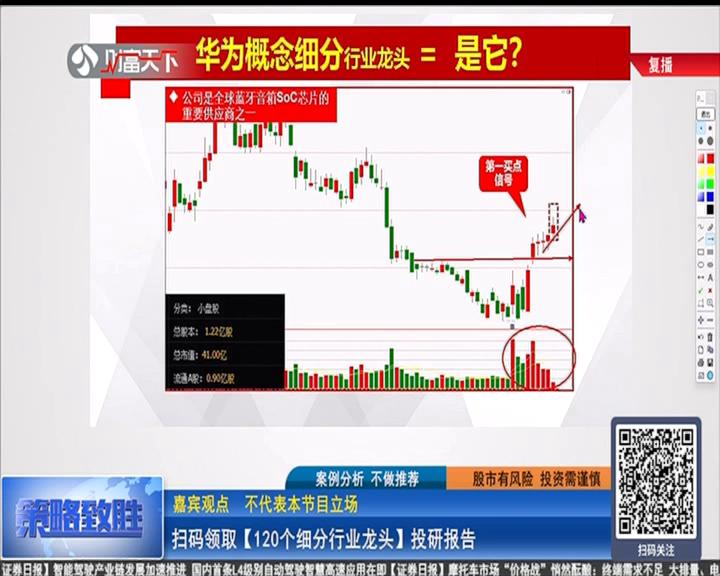 财富天下
华为概念细分行业龙头 = 是它?
复播
◆ 公司是全球蓝牙音箱SoC芯片的
重要供应商之一
第一买点
信号
分类: 小盘股
总股本: 1.22亿股
总市值: 41.00亿
流通A股: 0.90亿股
案例分析 不做推荐
股市有风险 投资需谨慎
策略致胜
嘉宾观点 不代表本节目立场
扫码领取【120个细分行业龙头】投研报告
扫码关注
证券日报】智能驾驶产业链发展加速推进 国内首条L4级别自动驾驶智慧高速应用在即【证券日报】摩托车市场“价格战”悄然酝酿: 终端需求不足 大排量、电